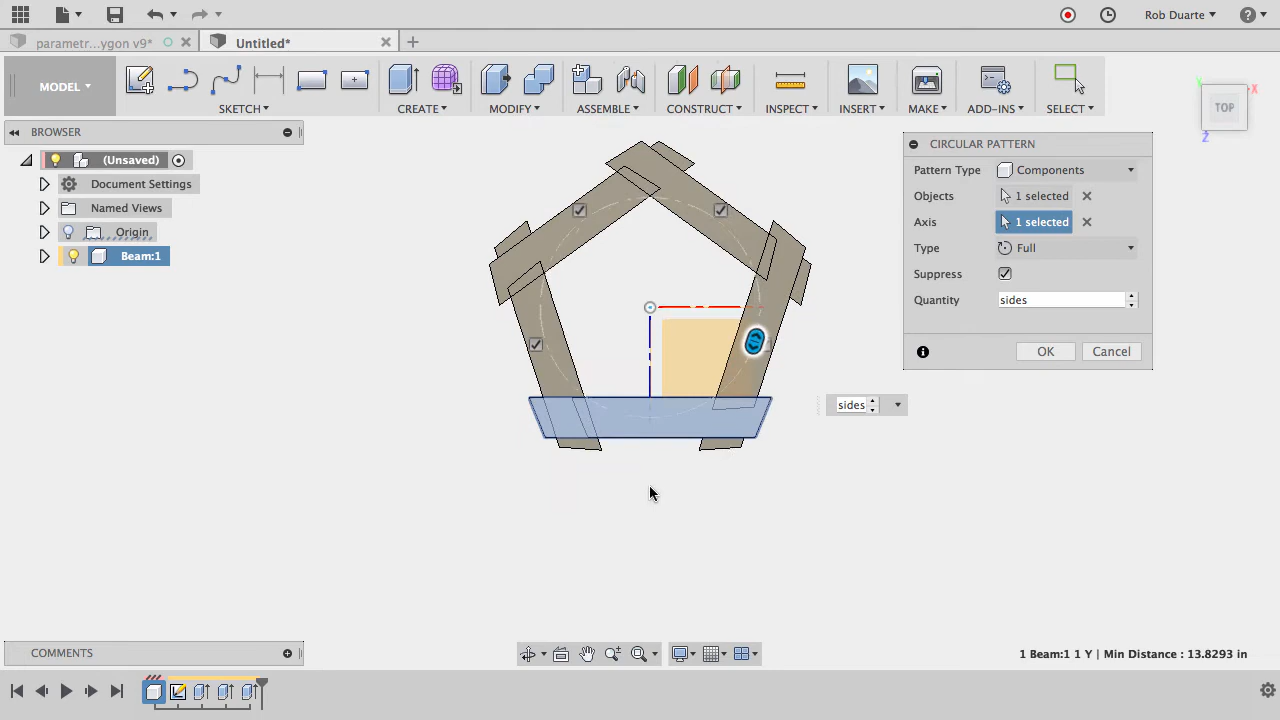 Rob Duarte
parametr...ygon v9*
Untitled*
MODEL
SKETCH
CREATE
MODIFY
ASSEMBLE
CONSTRUCT
INSPECT
INSERT
MAKE
ADD-INS
SELECT
Y
X
TOP
Z
BROWSER
(Unsaved)
Document Settings
Named Views
Origin
Beam:1
CIRCULAR PATTERN
Pattern Type
Components
Objects
1 selected
Axis
1 selected
Type
Full
Suppress
Quantity
sides
OK
Cancel
sides
COMMENTS
1 Beam:1 1 Y | Min Distance : 13.8293 in